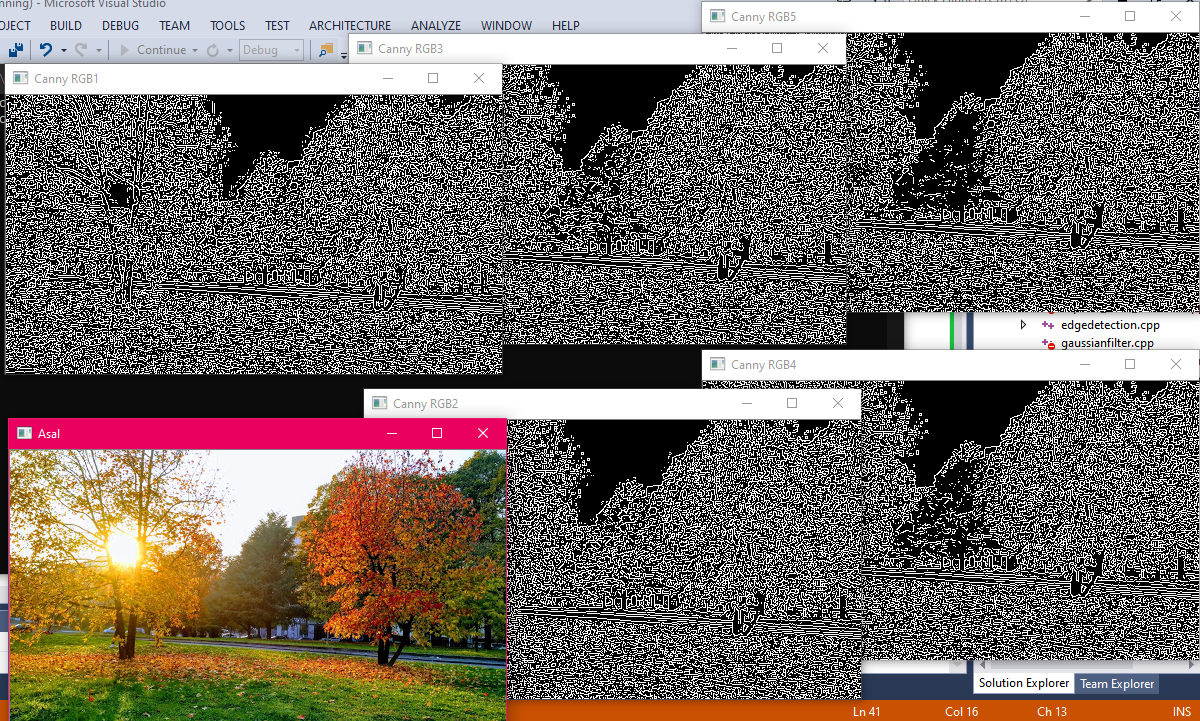 nning) - Microsoft Visual Studio
OJECT BUILD DEBUG TEAM TOOLS TEST ARCHITECTURE ANALYZE WINDOW HELP
Continue Debug
Canny RGB5
Canny RGB3
Canny RGB1
edgedetection.cpp
gaussianfilter.cpp
Canny RGB4
Canny RGB2
Asal
Solution Explorer Team Explorer
Ln 41 Col 16 Ch 13 INS